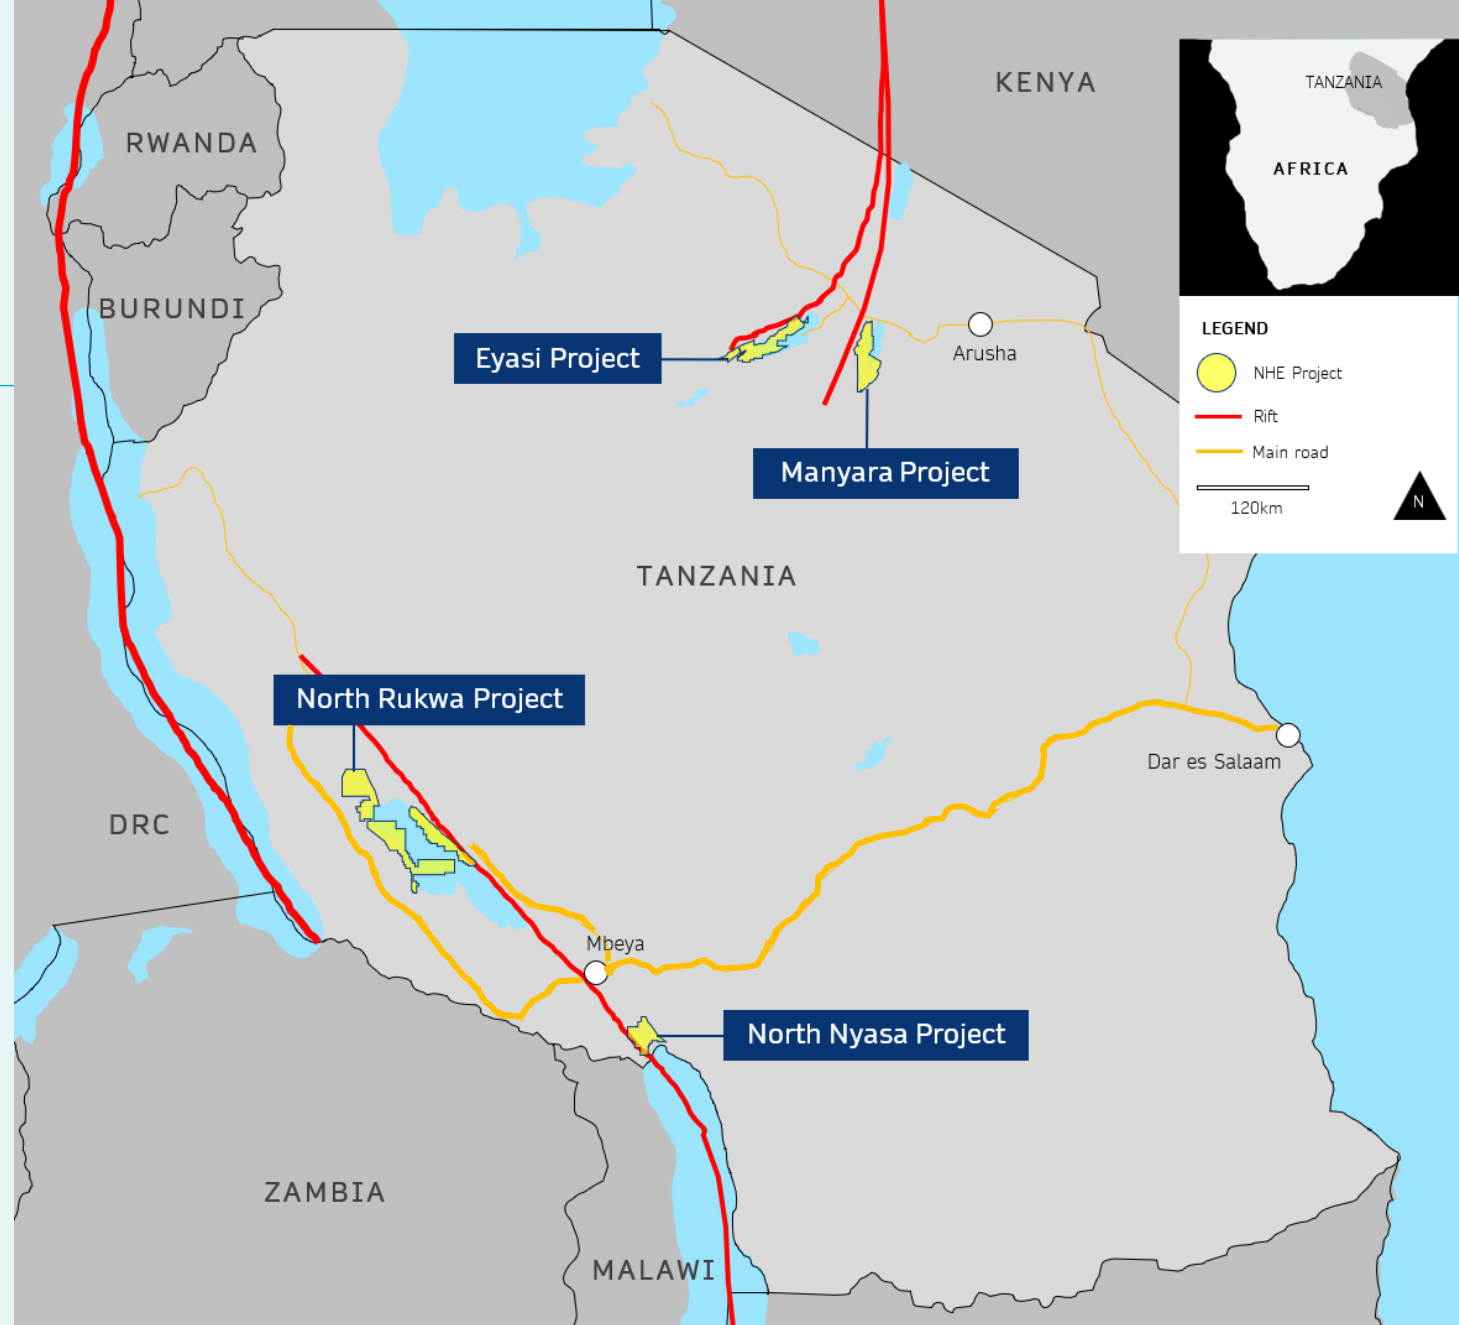 KENYA
TANZANIA
RWANDA
AFRICA
BURUNDI
LEGEND
Eyasi Project
Arusha
NHE Project
Rift
Manyara Project
Main road
120km
N
TANZANIA
North Rukwa Project
Dar es Salaam
DRC
Mbeya
North Nyasa Project
ZAMBIA
MALAWI